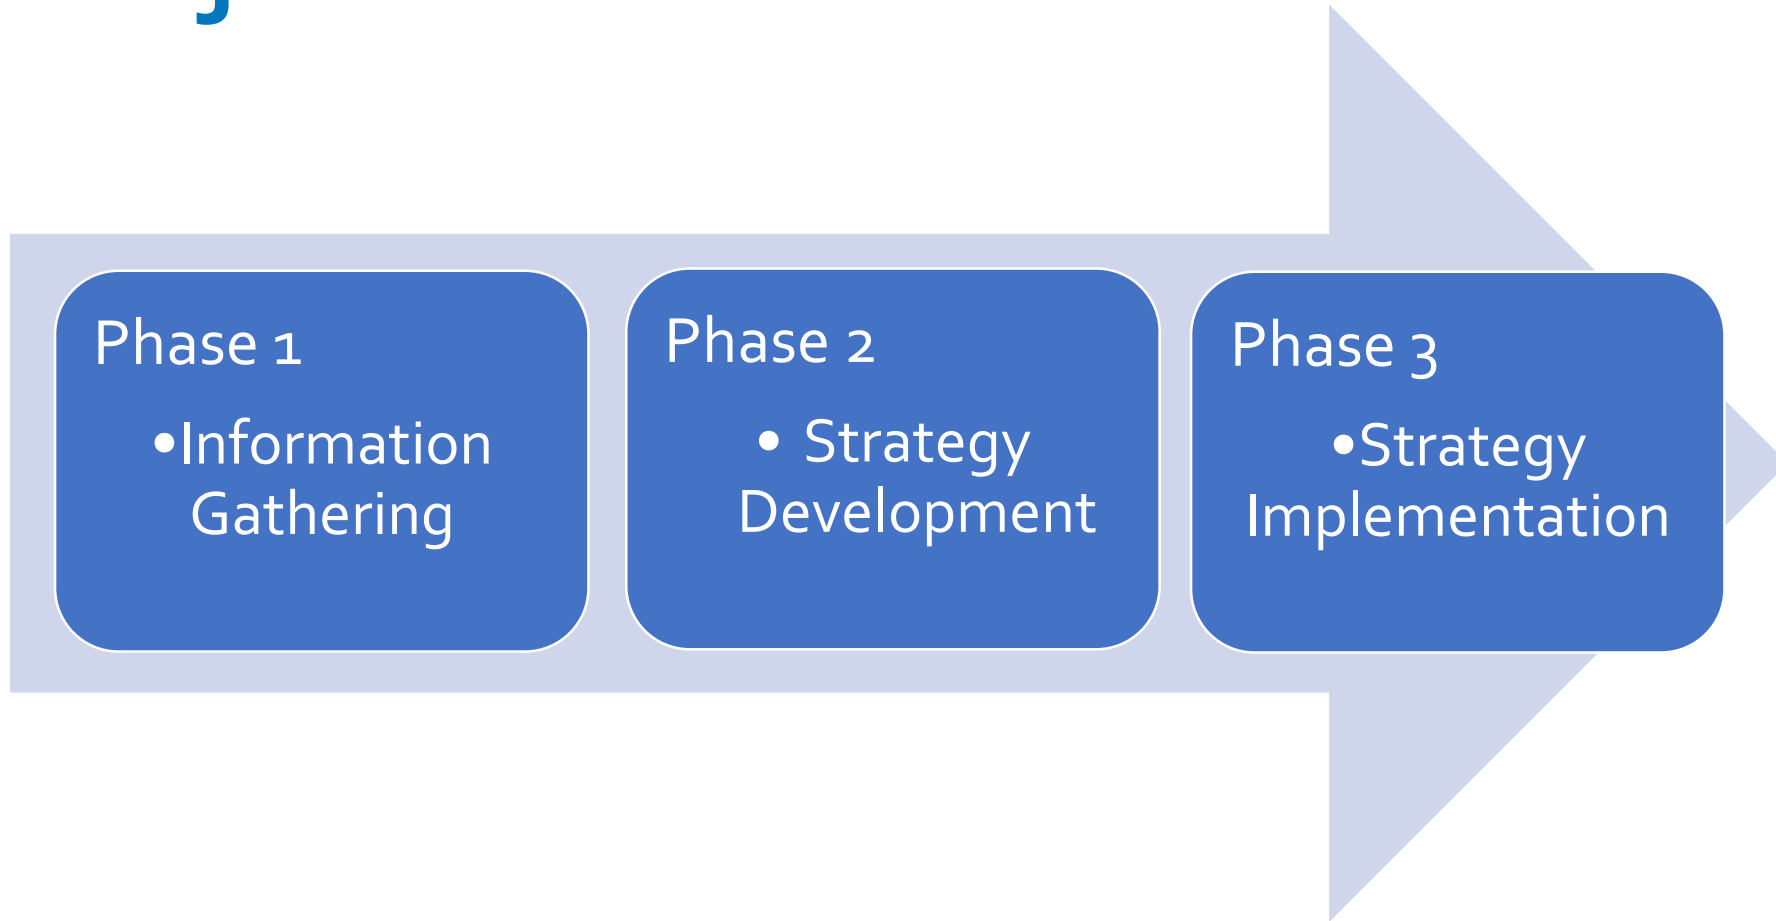 Phase 1
•Information
Gathering
Phase 2
• Strategy
Development
Phase 3
•Strategy
Implementation